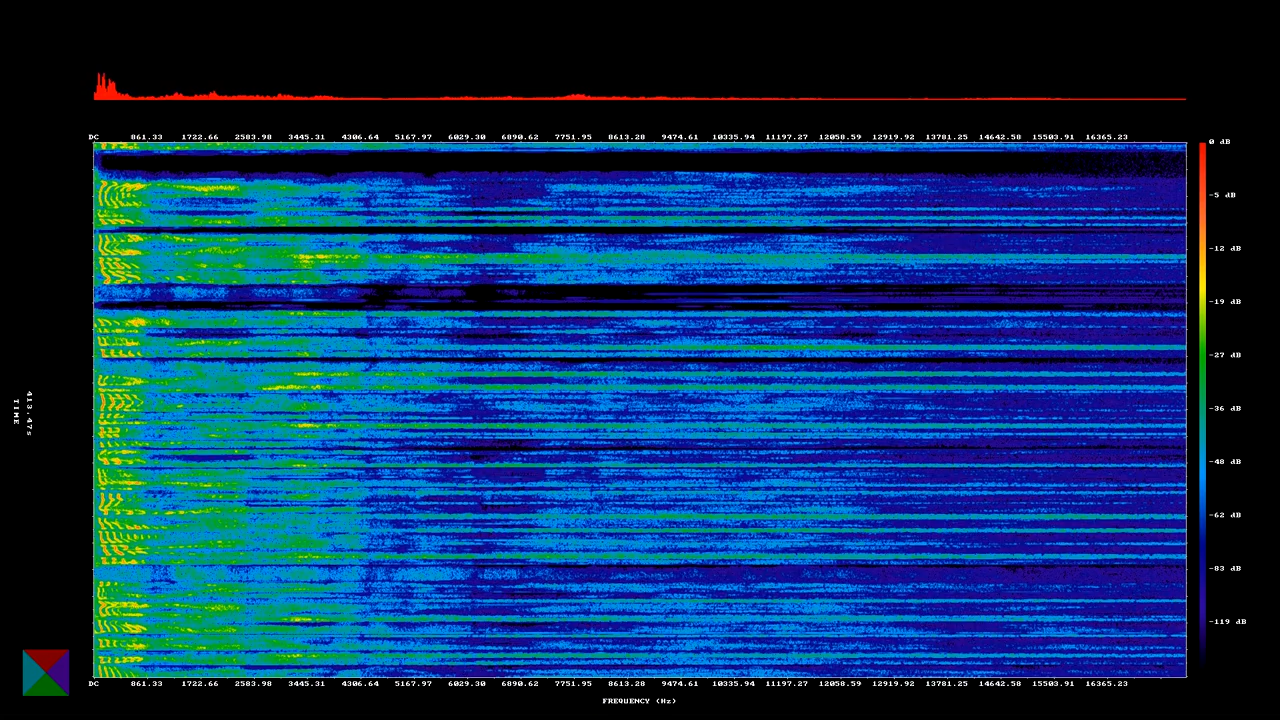 DC 861.33 1722.66 2583.98 3445.31 4306.64 5167.97 6029.30 6890.62 7751.95 8613.28 9474.61 10335.94 11197.27 12058.59 12919.92 13781.25 14642.58 15503.91 16365.23
0 dB
-5 dB
-12 dB
-19 dB
-27 dB
-36 dB
-48 dB
-62 dB
-83 dB
-119 dB
413.47s
TIME
DC 861.33 1722.66 2583.98 3445.31 4306.64 5167.97 6029.30 6890.62 7751.95 8613.28 9474.61 10335.94 11197.27 12058.59 12919.92 13781.25 14642.58 15503.91 16365.23
FREQUENCY (Hz)